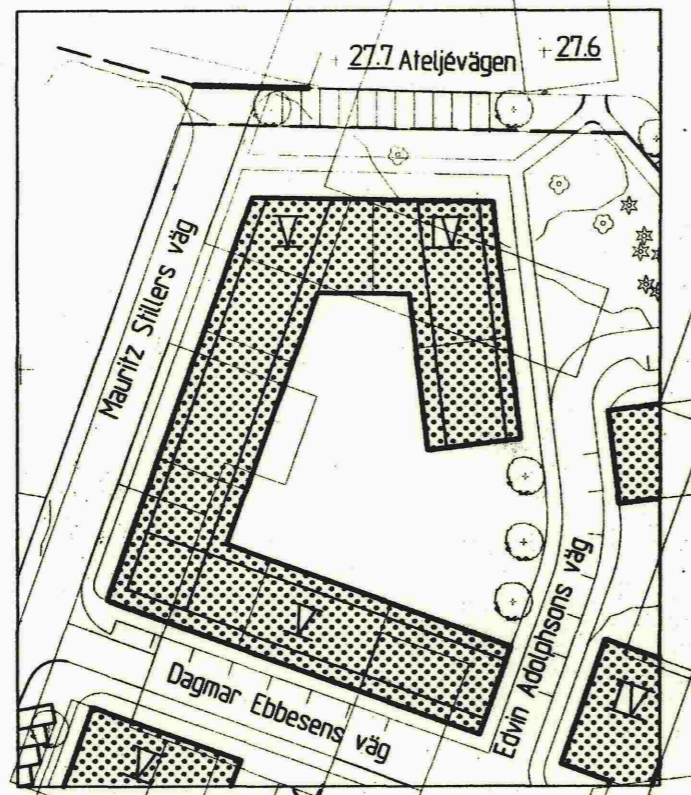 27.7 Ateljévägen 27.6
V
IV
Mauritz Stillers väg
V
Edvin Adolphsons väg
Dagmar Ebbesens väg
IV
V